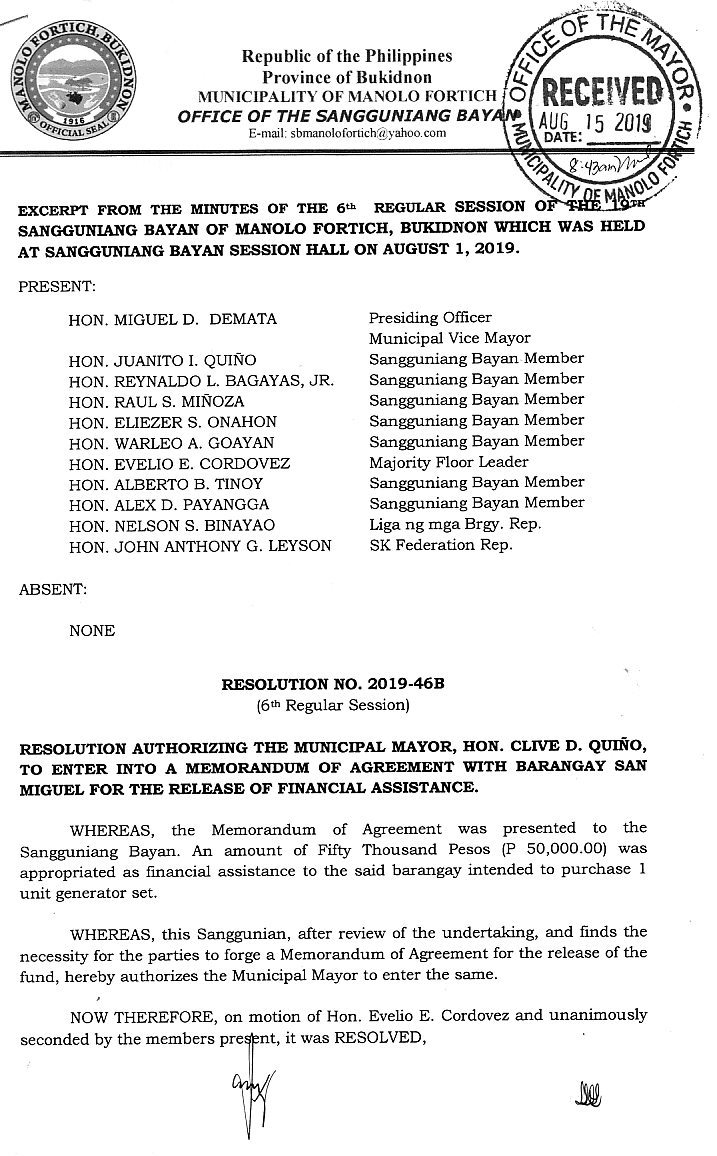 MANOLO FORTICH, BUKIDNON
1916
OFFICIAL SEAL
Republic of the Philippines
Province of Bukidnon
MUNICIPALITY OF MANOLO FORTICH
OFFICE OF THE SANGGUNIANG BAYAN
E-mail: sbmanolofortich@yahoo.com
OFFICE OF THE MAYOR
RECEIVED
AUG 15 2019
DATE:
8:43am
MUNICIPALITY OF MANOLO FORTICH
EXCERPT FROM THE MINUTES OF THE 6th REGULAR SESSION OF THE 19TH
SANGGUNIANG BAYAN OF MANOLO FORTICH, BUKIDNON WHICH WAS HELD
AT SANGGUNIANG BAYAN SESSION HALL ON AUGUST 1, 2019.
PRESENT:
HON. MIGUEL D. DEMATA Presiding Officer
Municipal Vice Mayor
HON. JUANITO I. QUIÑO Sangguniang Bayan Member
HON. REYNALDO L. BAGAYAS, JR. Sangguniang Bayan Member
HON. RAUL S. MIÑOZA Sangguniang Bayan Member
HON. ELIEZER S. ONAHON Sangguniang Bayan Member
HON. WARLEO A. GOAYAN Sangguniang Bayan Member
HON. EVELIO E. CORDOVEZ Majority Floor Leader
HON. ALBERTO B. TINOY Sangguniang Bayan Member
HON. ALEX D. PAYANGGA Sangguniang Bayan Member
HON. NELSON S. BINAYAO Liga ng mga Brgy. Rep.
HON. JOHN ANTHONY G. LEYSON SK Federation Rep.
ABSENT:
NONE
RESOLUTION NO. 2019-46B
(6th Regular Session)
RESOLUTION AUTHORIZING THE MUNICIPAL MAYOR, HON. CLIVE D. QUIÑO,
TO ENTER INTO A MEMORANDUM OF AGREEMENT WITH BARANGAY SAN
MIGUEL FOR THE RELEASE OF FINANCIAL ASSISTANCE.
WHEREAS, the Memorandum of Agreement was presented to the
Sangguniang Bayan. An amount of Fifty Thousand Pesos (P 50,000.00) was
appropriated as financial assistance to the said barangay intended to purchase 1
unit generator set.
WHEREAS, this Sanggunian, after review of the undertaking, and finds the
necessity for the parties to forge a Memorandum of Agreement for the release of the
fund, hereby authorizes the Municipal Mayor to enter the same.
NOW THEREFORE, on motion of Hon. Evelio E. Cordovez and unanimously
seconded by the members present, it was RESOLVED,